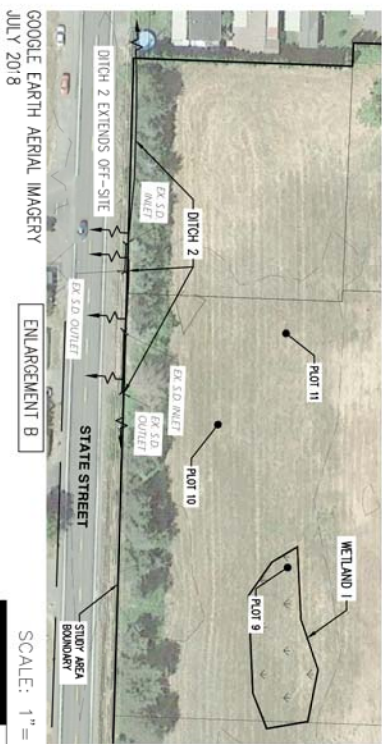 DITCH 2 EXTENDS OFF-SITE
EX. S.D.
INLET
DITCH 2
EX. S.D. OUTLET
EX. S.D. INLET
EX. S.D.
OUTLET
STATE STREET
PLOT 11
PLOT 10
WETLAND I
PLOT 9
STUDY AREA
BOUNDARY
GOOGLE EARTH AERIAL IMAGERY
JULY 2018
ENLARGEMENT B
SCALE: 1"=